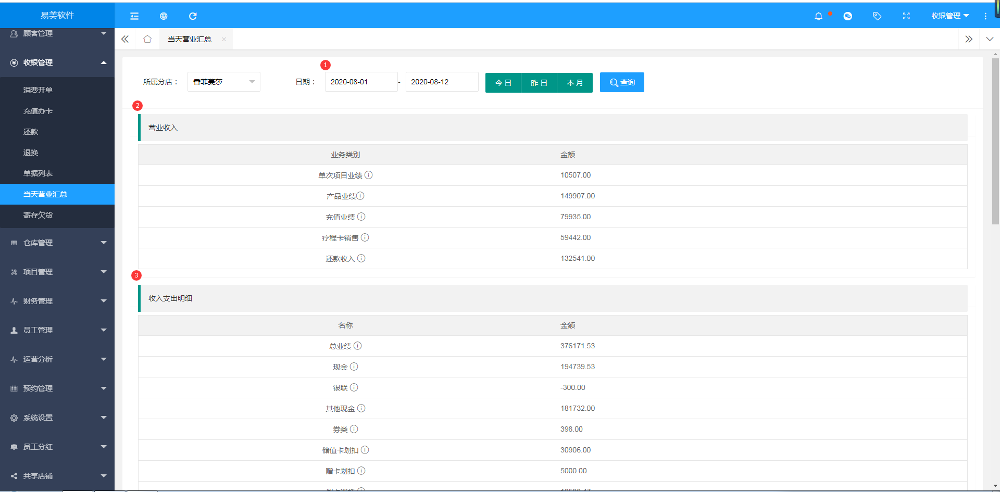 易美软件
收银管理
顾客管理
收银管理
消费开单
充值办卡
还款
退换
单据列表
当天营业汇总
寄存欠货
仓库管理
项目管理
财务管理
员工管理
运营分析
预约管理
系统设置
员工分红
共享店铺
当天营业汇总
1
所属分店： 香菲蔓莎 日期： 2020-08-01 - 2020-08-12 今日 昨日 本月 查询
2
营业收入
业务类别 金额
单次项目业绩 10507.00
产品业绩 149907.00
充值业绩 79935.00
疗程卡销售 59442.00
还款收入 132541.00
3
收入支出明细
名称 金额
总业绩 376171.53
现金 194739.53
银联 -300.00
其他现金 181732.00
券类 398.00
储值卡划扣 30906.00
赠卡划扣 5000.00